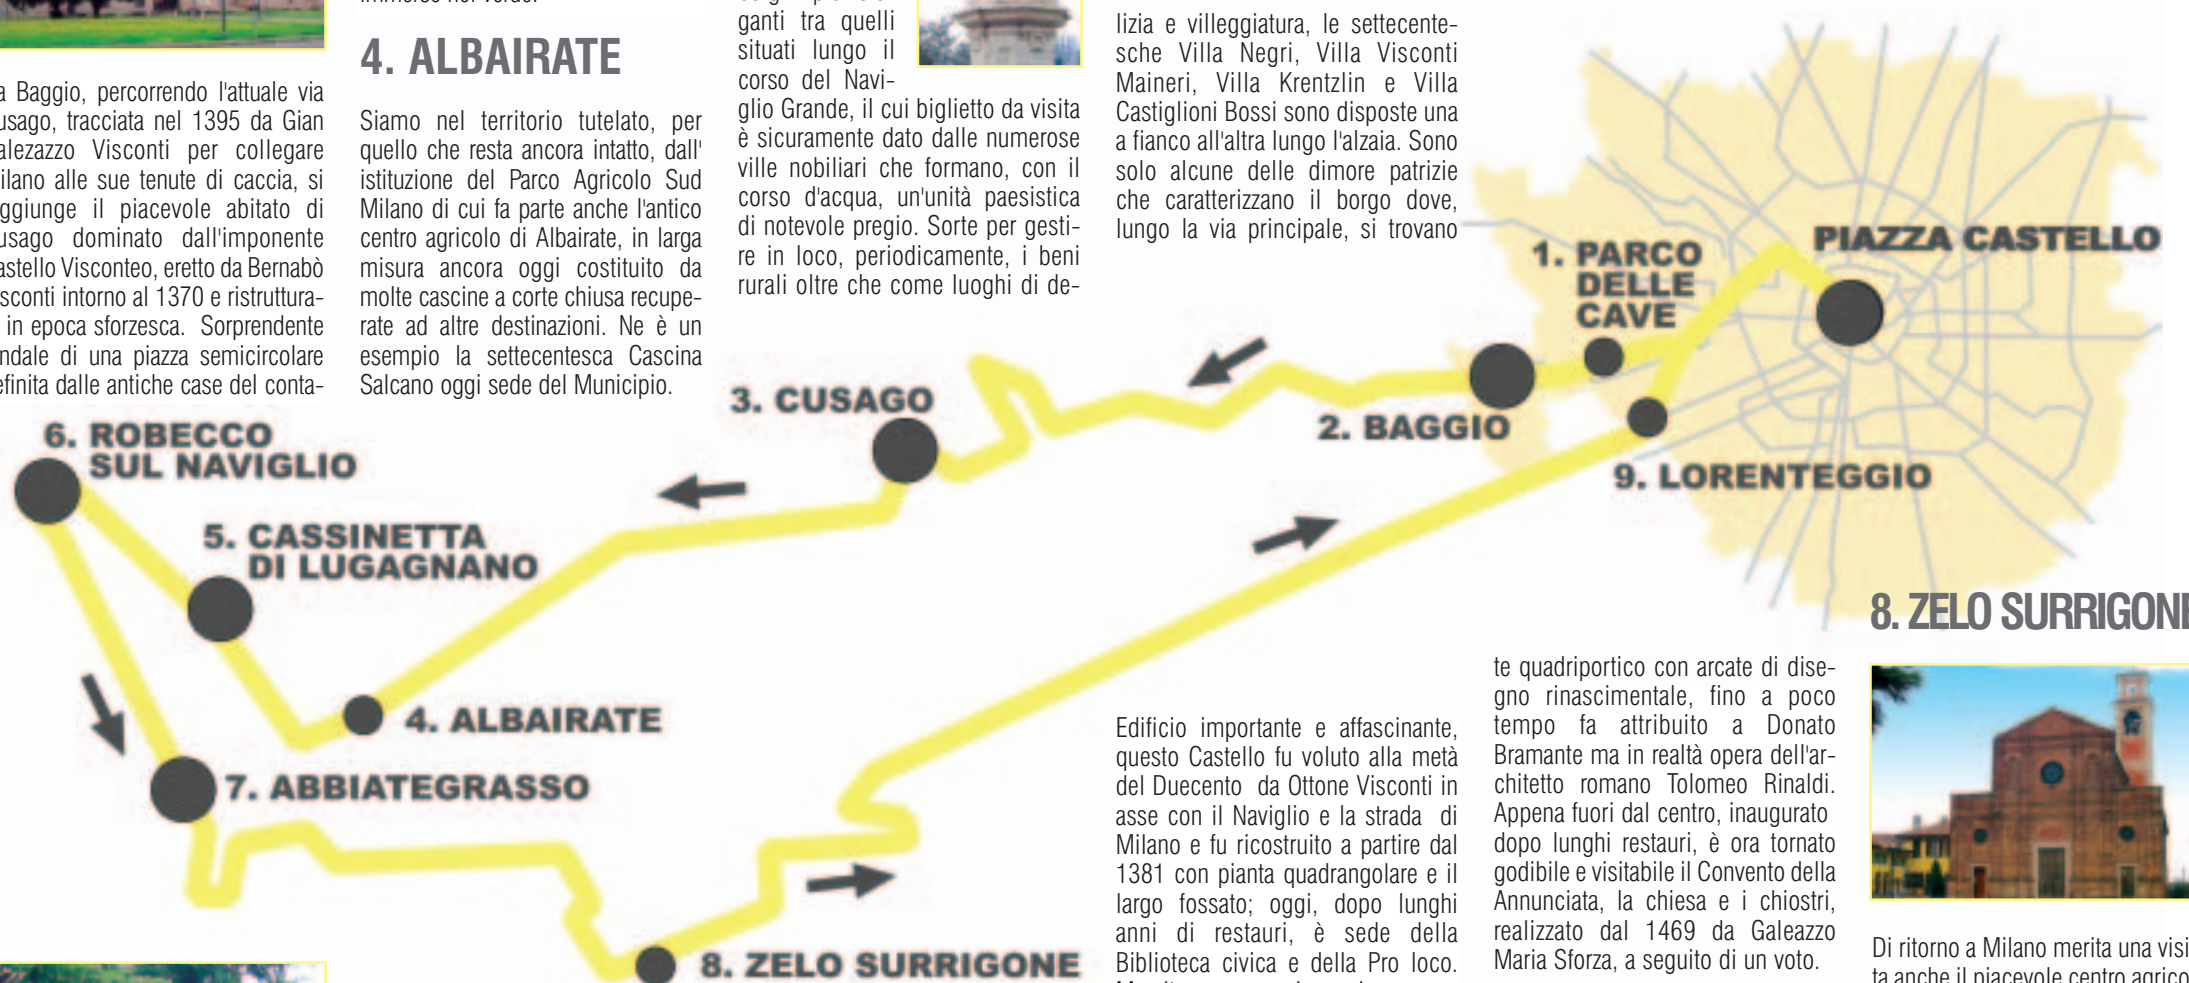 a Baggio, percorrendo l'attuale via
usago, tracciata nel 1395 da Gian
alezazzo Visconti per collegare
ilano alle sue tenute di caccia, si
ggiunge il piacevole abitato di
usago dominato dall'imponente
astello Visconteo, eretto da Bernabò
isconti intorno al 1370 e ristruttura-
in epoca sforzesca. Sorprendente
ndale di una piazza semicircolare
efinita dalle antiche case del conta-
4. ALBAIRATE
Siamo nel territorio tutelato, per
quello che resta ancora intatto, dall'
istituzione del Parco Agricolo Sud
Milano di cui fa parte anche l'antico
centro agricolo di Albairate, in larga
misura ancora oggi costituito da
molte cascine a corte chiusa recupe-
rate ad altre destinazioni. Ne è un
esempio la settecentesca Cascina
Salcano oggi sede del Municipio.
ganti tra quelli
situati lungo il
corso del Navi-
glio Grande, il cui biglietto da visita
è sicuramente dato dalle numerose
ville nobiliari che formano, con il
corso d'acqua, un'unità paesistica
di notevole pregio. Sorte per gesti-
re in loco, periodicamente, i beni
rurali oltre che come luoghi di de-
lizia e villeggiatura, le settecente-
sche Villa Negri, Villa Visconti
Maineri, Villa Krentzlin e Villa
Castiglioni Bossi sono disposte una
a fianco all'altra lungo l'alzaia. Sono
solo alcune delle dimore patrizie
che caratterizzano il borgo dove,
lungo la via principale, si trovano
PIAZZA CASTELLO
1. PARCO
DELLE
CAVE
2. BAGGIO
3. CUSAGO
9. LORENTEGGIO
6. ROBECCO
SUL NAVIGLIO
5. CASSINETTA
DI LUGAGNANO
4. ALBAIRATE
7. ABBIATEGRASSO
8. ZELO SURRIGONE
Edificio importante e affascinante,
questo Castello fu voluto alla metà
del Duecento da Ottone Visconti in
asse con il Naviglio e la strada di
Milano e fu ricostruito a partire dal
1381 con pianta quadrangolare e il
largo fossato; oggi, dopo lunghi
anni di restauri, è sede della
Biblioteca civica e della Pro loco.
te quadriportico con arcate di dise-
gno rinascimentale, fino a poco
tempo fa attribuito a Donato
Bramante ma in realtà opera dell'ar-
chitetto romano Tolomeo Rinaldi.
Appena fuori dal centro, inaugurato
dopo lunghi restauri, è ora tornato
godibile e visitabile il Convento della
Annunciata, la chiesa e i chiostri,
realizzato dal 1469 da Galeazzo
Maria Sforza, a seguito di un voto.
8. ZELO SURRIGONE
Di ritorno a Milano merita una visi-
ta anche il piacevole centro agrico-